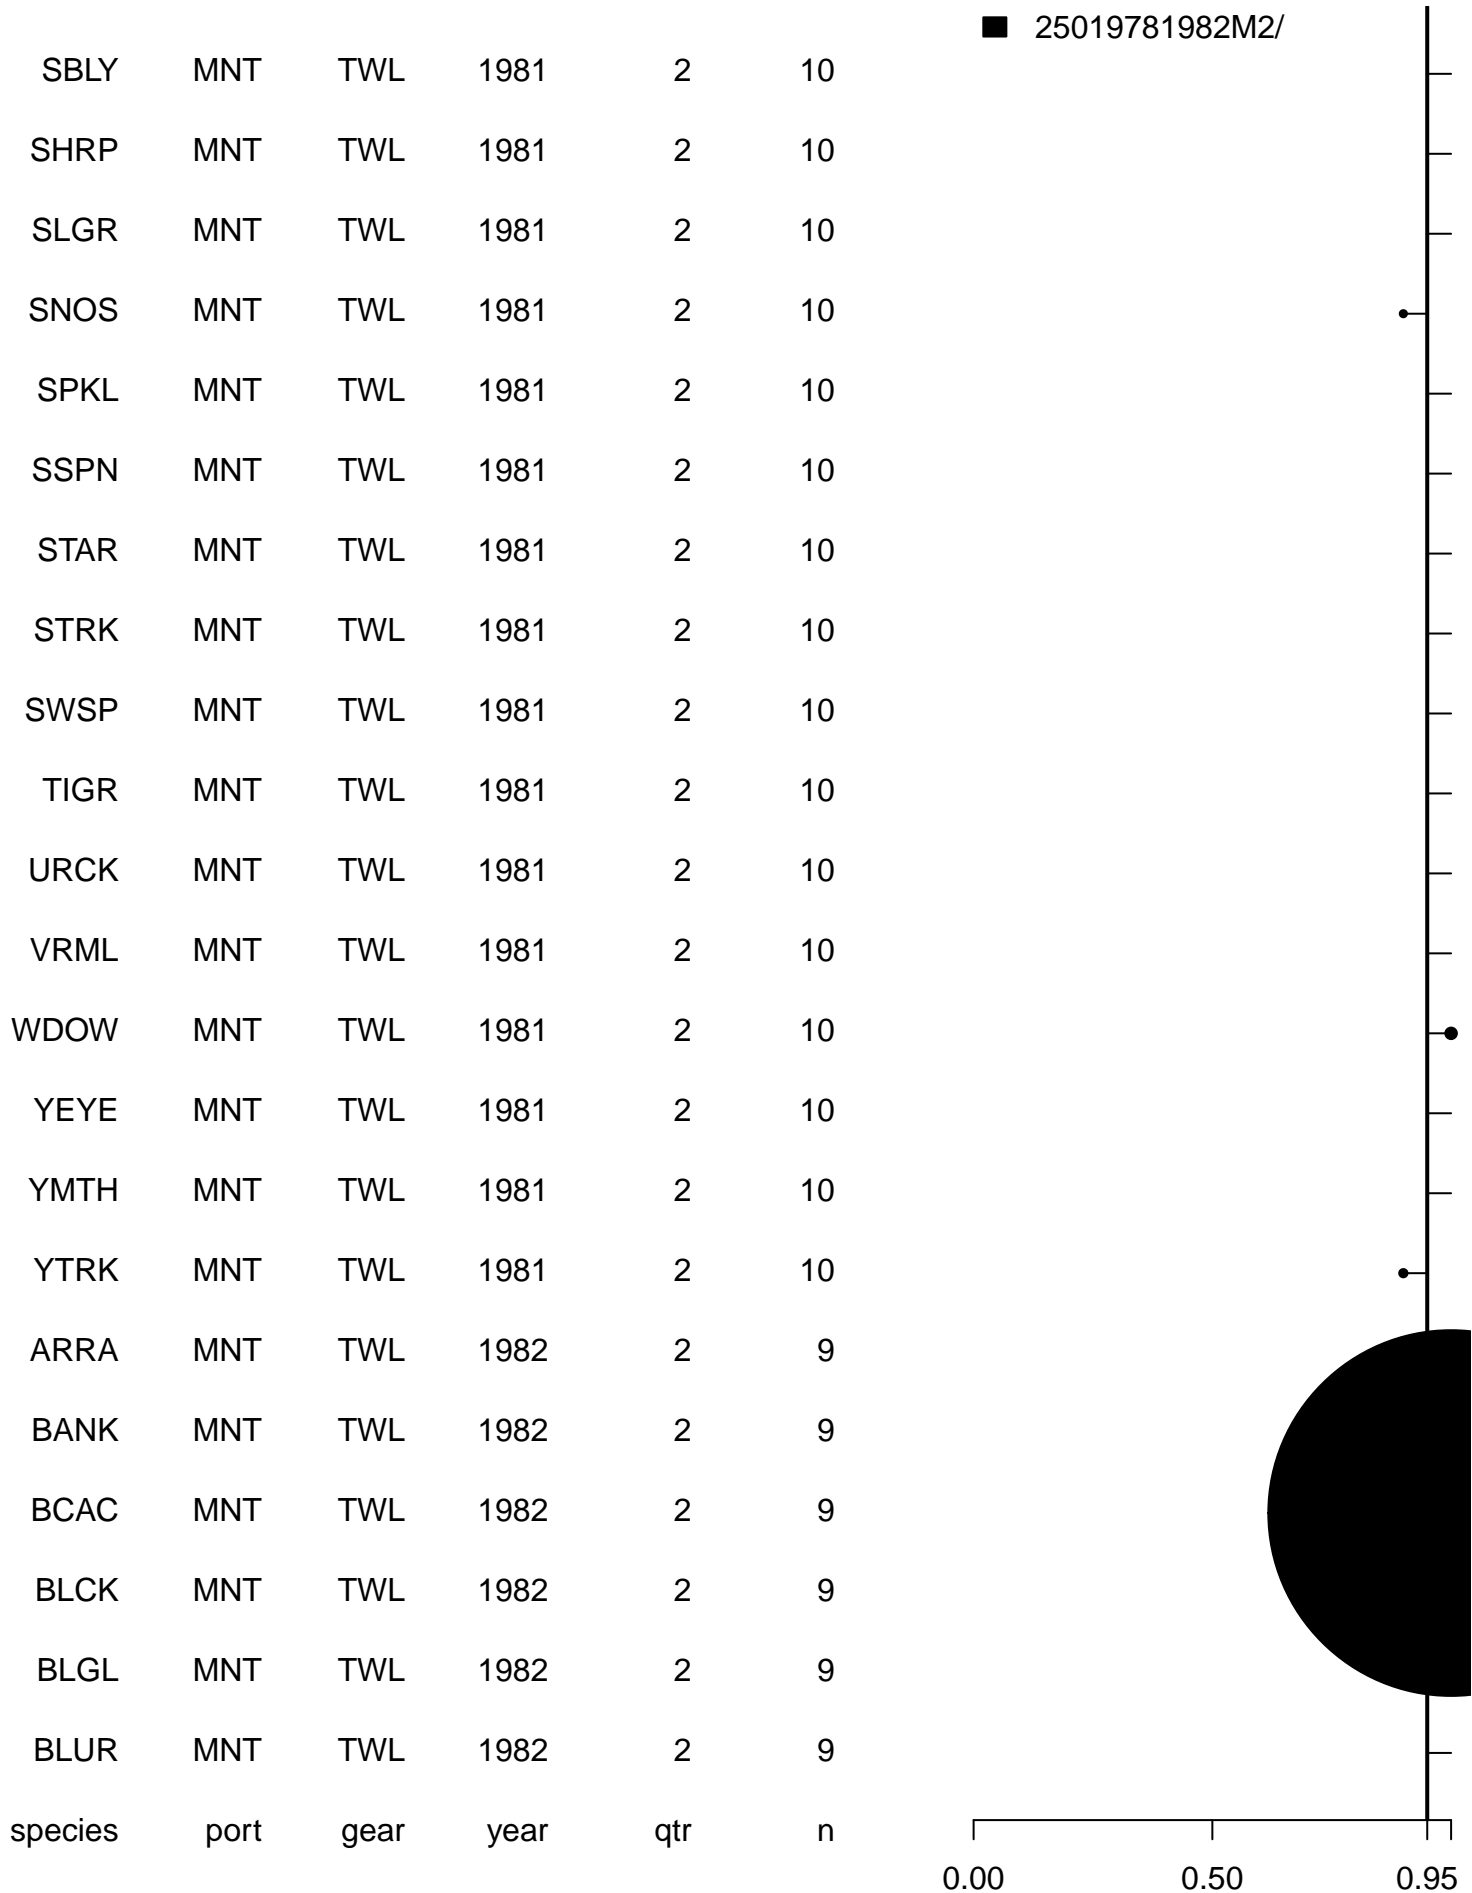 25019781982M2/
SBLY MNT TWL 1981 2 10
SHRP MNT TWL 1981 2 10
SLGR MNT TWL 1981 2 10
SNOS MNT TWL 1981 2 10
SPKL MNT TWL 1981 2 10
SSPN MNT TWL 1981 2 10
STAR MNT TWL 1981 2 10
STRK MNT TWL 1981 2 10
SWSP MNT TWL 1981 2 10
TIGR MNT TWL 1981 2 10
URCK MNT TWL 1981 2 10
VRML MNT TWL 1981 2 10
WDOW MNT TWL 1981 2 10
YEYE MNT TWL 1981 2 10
YMTH MNT TWL 1981 2 10
YTRK MNT TWL 1981 2 10
ARRA MNT TWL 1982 2 9
BANK MNT TWL 1982 2 9
BCAC MNT TWL 1982 2 9
BLCK MNT TWL 1982 2 9
BLGL MNT TWL 1982 2 9
BLUR MNT TWL 1982 2 9
species port gear year qtr n
0.00 0.50 0.95